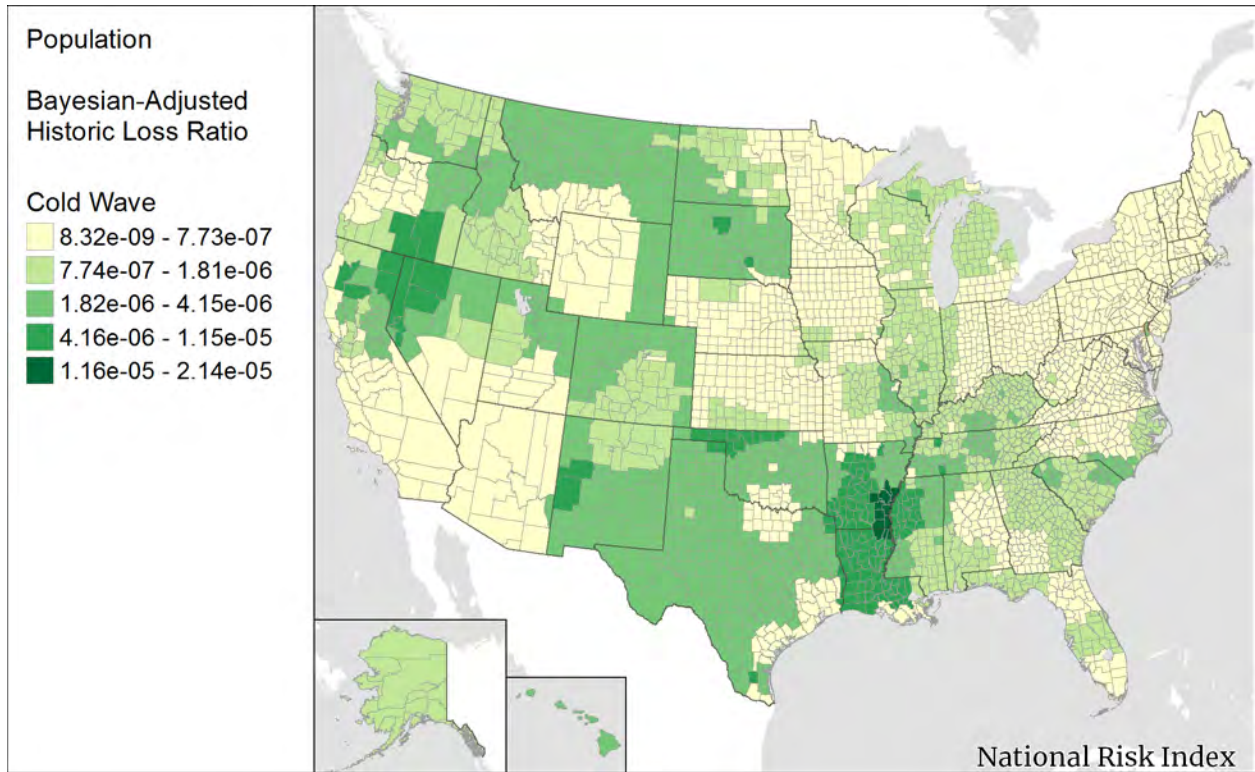 Population
Bayesian-Adjusted
Historic Loss Ratio
Cold Wave
8.32e-09 - 7.73e-07
7.74e-07 - 1.81e-06
1.82e-06 - 4.15e-06
4.16e-06 - 1.15e-05
1.16e-05 - 2.14e-05
National Risk Index